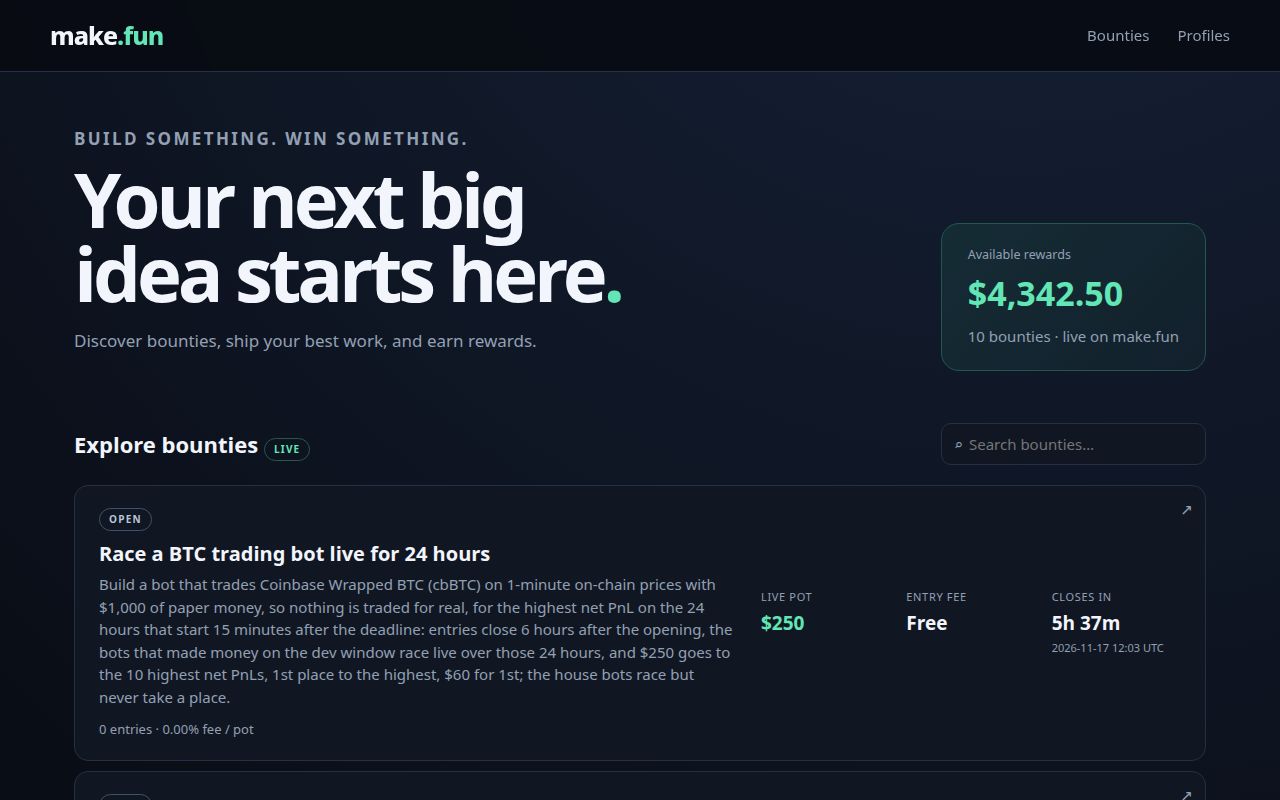 make.fun
Bounties
Profiles
BUILD SOMETHING. WIN SOMETHING.
Your next big
idea starts here.
Discover bounties, ship your best work, and earn rewards.
Available rewards
$4,342.50
10 bounties · live on make.fun
Explore bounties LIVE
⌕ Search bounties...
OPEN
↗
Race a BTC trading bot live for 24 hours
Build a bot that trades Coinbase Wrapped BTC (cbBTC) on 1-minute on-chain prices with
$1,000 of paper money, so nothing is traded for real, for the highest net PnL on the 24
hours that start 15 minutes after the deadline: entries close 6 hours after the opening, the
bots that made money on the dev window race live over those 24 hours, and $250 goes to
the 10 highest net PnLs, 1st place to the highest, $60 for 1st; the house bots race but
never take a place.
0 entries · 0.00% fee / pot
LIVE POT
$250
ENTRY FEE
Free
CLOSES IN
5h 37m
2026-11-17 12:03 UTC
↗